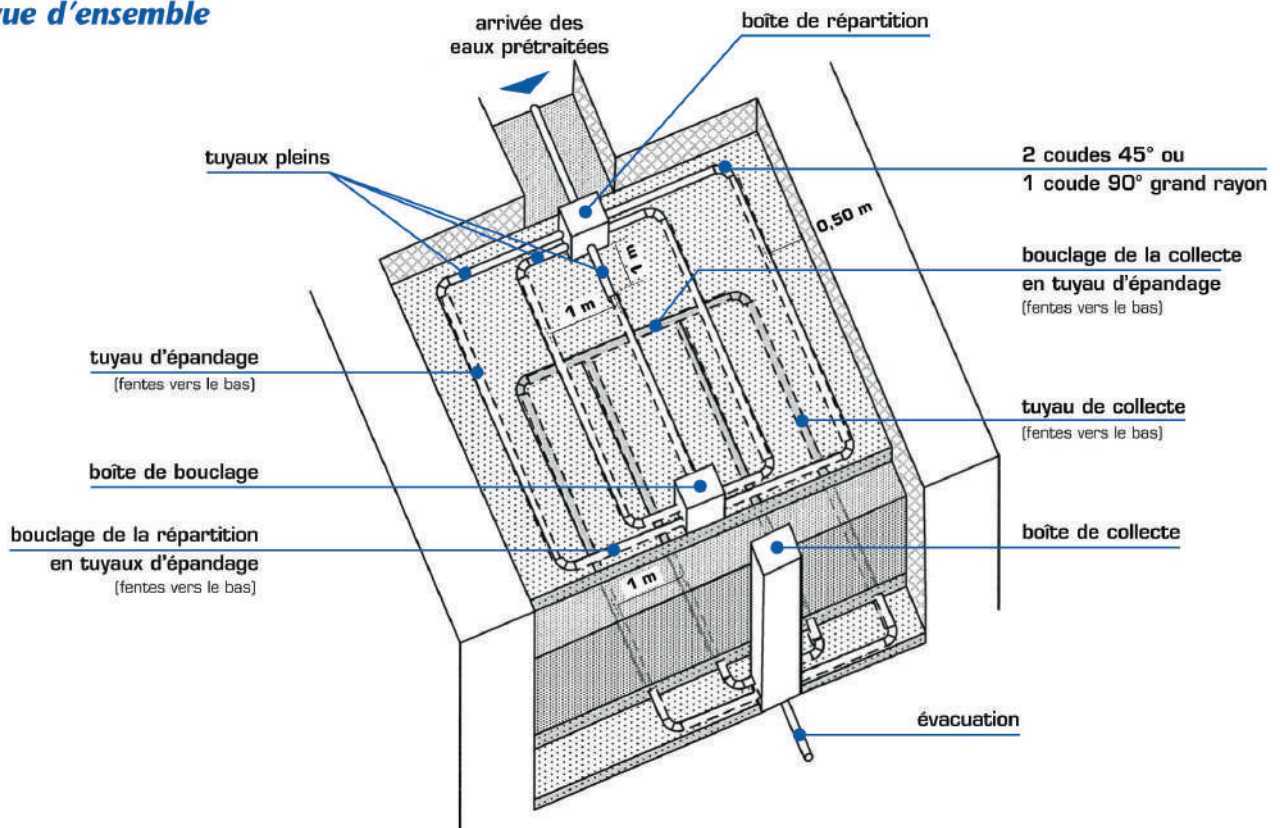 vue d'ensemble
arrivée des
eaux prétraitées
boîte de répartition
tuyaux pleins
2 coudes 45° ou
1 coude 90° grand rayon
0,50 m
1 m
1 m
bouclage de la collecte
en tuyau d'épandage
(fentes vers le bas)
tuyau d'épandage
(fentes vers le bas)
tuyau de collecte
(fentes vers le bas)
boîte de bouclage
bouclage de la répartition
en tuyaux d'épandage
(fentes vers le bas)
boîte de collecte
1 m
évacuation